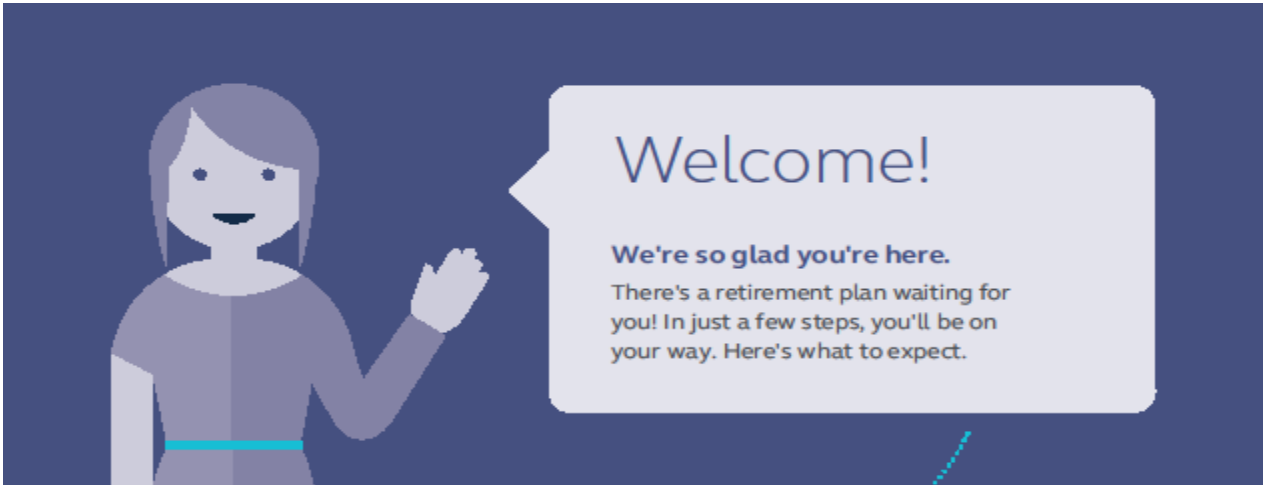 Welcome!
We're so glad you're here.
There's a retirement plan waiting for
you! In just a few steps, you'll be on
your way. Here's what to expect.